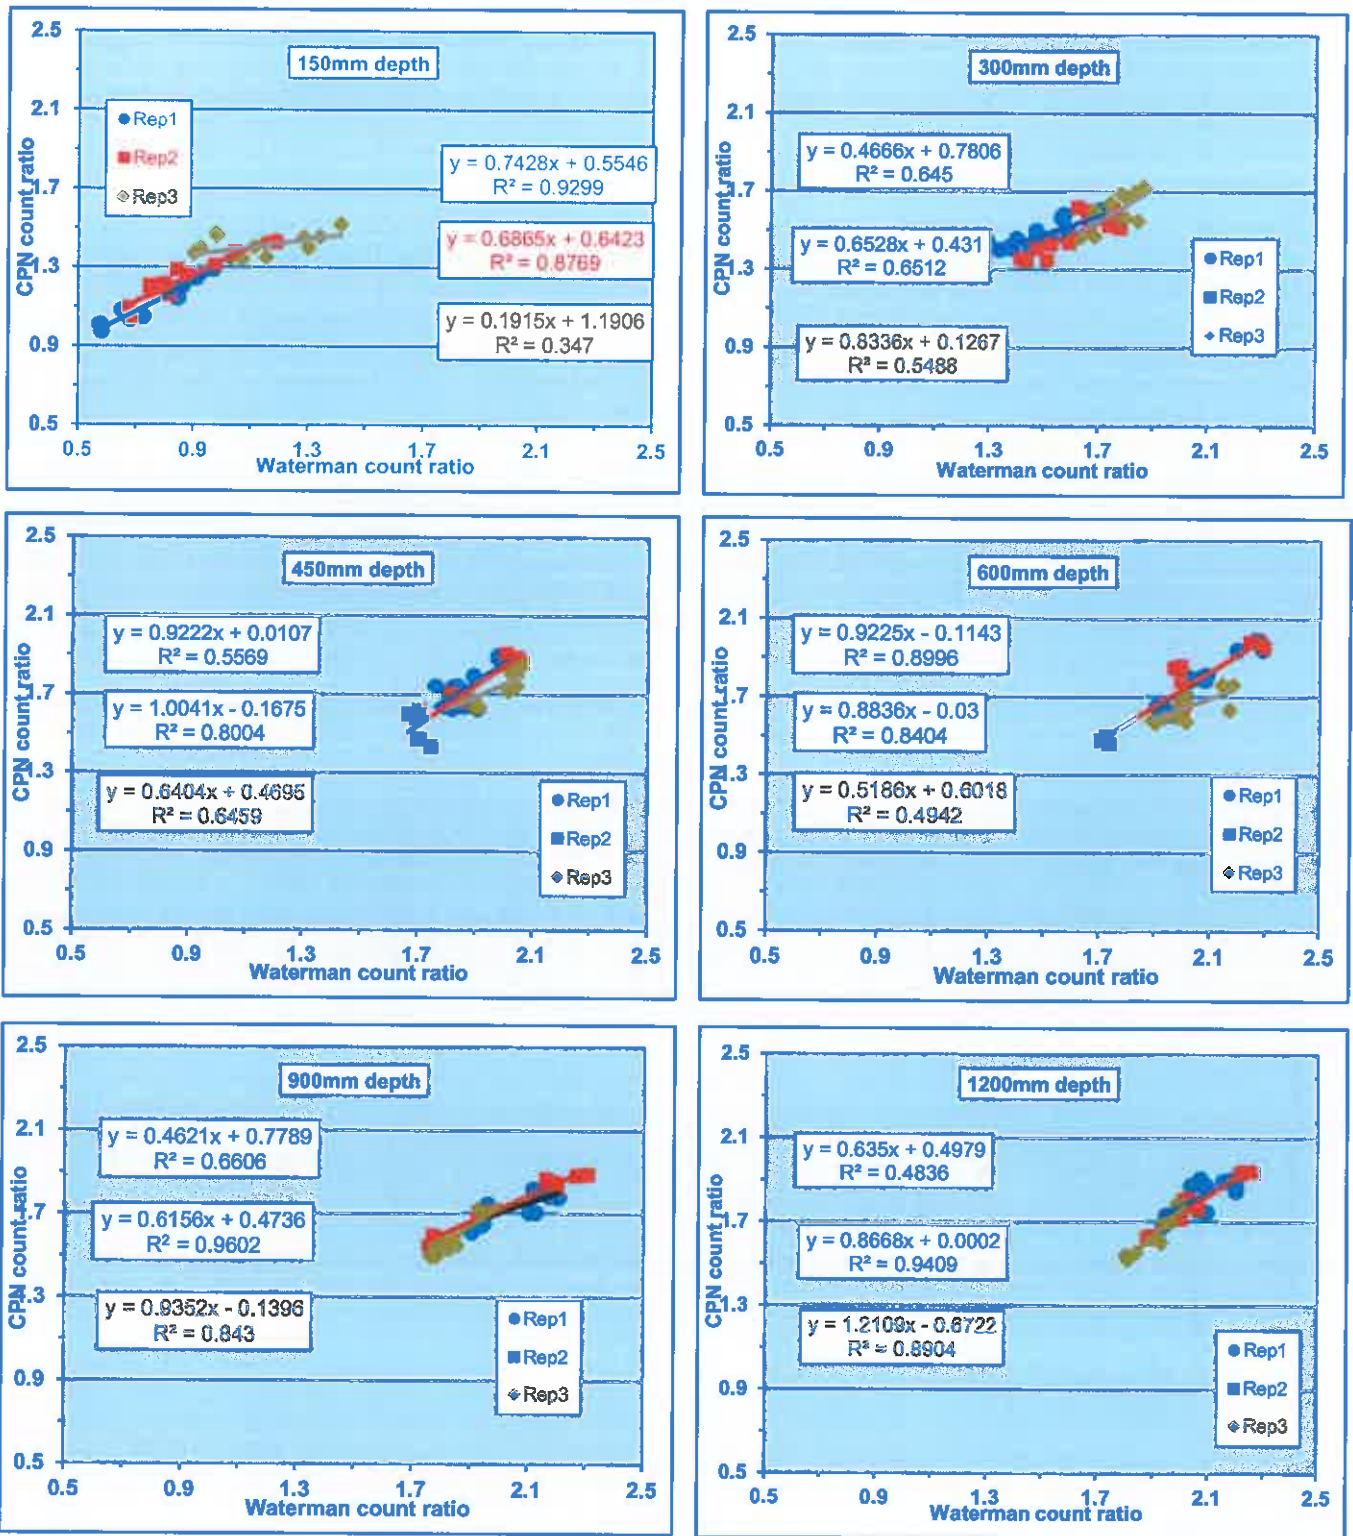 2.5
2.1
1.7
1.3
0.9
0.5
CPN count ratio
150mm depth
Rep1
Rep2
Rep3
y = 0.7428x + 0.5546
R² = 0.9299
y = 0.6865x + 0.6423
R² = 0.8769
y = 0.1915x + 1.1906
R² = 0.347
0.5 0.9 1.3 1.7 2.1 2.5
Waterman count ratio
2.5
2.1
1.7
1.3
0.9
0.5
CPN count ratio
300mm depth
y = 0.4666x + 0.7806
R² = 0.645
y = 0.6528x + 0.431
R² = 0.6512
y = 0.8336x + 0.1267
R² = 0.5488
Rep1
Rep2
Rep3
0.5 0.9 1.3 1.7 2.1 2.5
Waterman count ratio
2.5
2.1
1.7
1.3
0.9
0.5
CPN count ratio
450mm depth
y = 0.9222x + 0.0107
R² = 0.5569
y = 1.0041x - 0.1675
R² = 0.8004
y = 0.6404x + 0.4695
R² = 0.6459
Rep1
Rep2
Rep3
0.5 0.9 1.3 1.7 2.1 2.5
Waterman count ratio
2.5
2.1
1.7
1.3
0.9
0.5
CPN count ratio
600mm depth
y = 0.9225x - 0.1143
R² = 0.8996
y = 0.8836x - 0.03
R² = 0.8404
y = 0.5186x + 0.6018
R² = 0.4942
Rep1
Rep2
Rep3
0.5 0.9 1.3 1.7 2.1 2.5
Waterman count ratio
2.5
2.1
1.7
1.3
0.9
0.5
CPN count ratio
900mm depth
y = 0.4621x + 0.7789
R² = 0.6606
y = 0.6156x + 0.4736
R² = 0.9602
y = 0.9352x - 0.1396
R² = 0.843
Rep1
Rep2
Rep3
0.5 0.9 1.3 1.7 2.1 2.5
Waterman count ratio
2.5
2.1
1.7
1.3
0.9
0.5
CPN count ratio
1200mm depth
y = 0.635x + 0.4979
R² = 0.4836
y = 0.8668x + 0.0002
R² = 0.9409
y = 1.2109x - 0.6722
R² = 0.8904
Rep1
Rep2
Rep3
0.5 0.9 1.3 1.7 2.1 2.5
Waterman count ratio